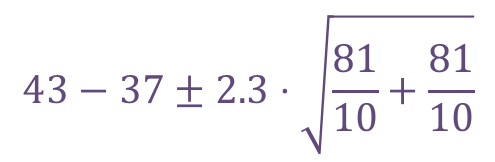 43 − 37 ± 2.3 · √(81/10 + 81/10)